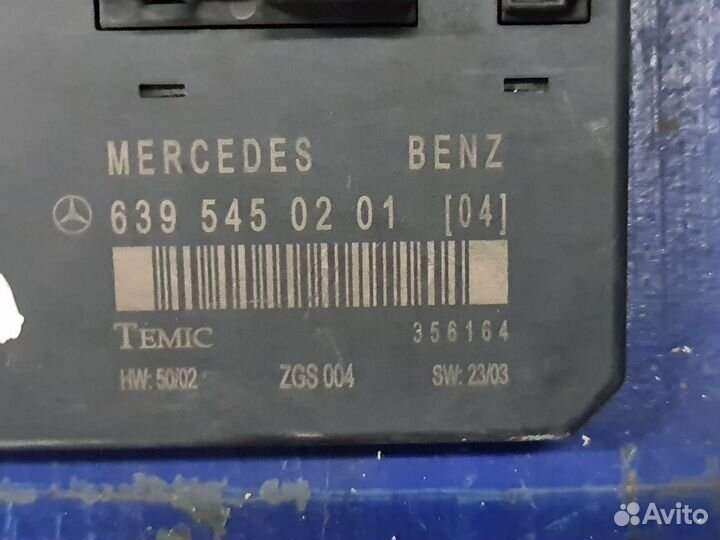 MERCEDES BENZ
639 545 02 01 [04]
TEMIC 356164
HW: 50/02 ZGS 004 SW: 23/03
Avito